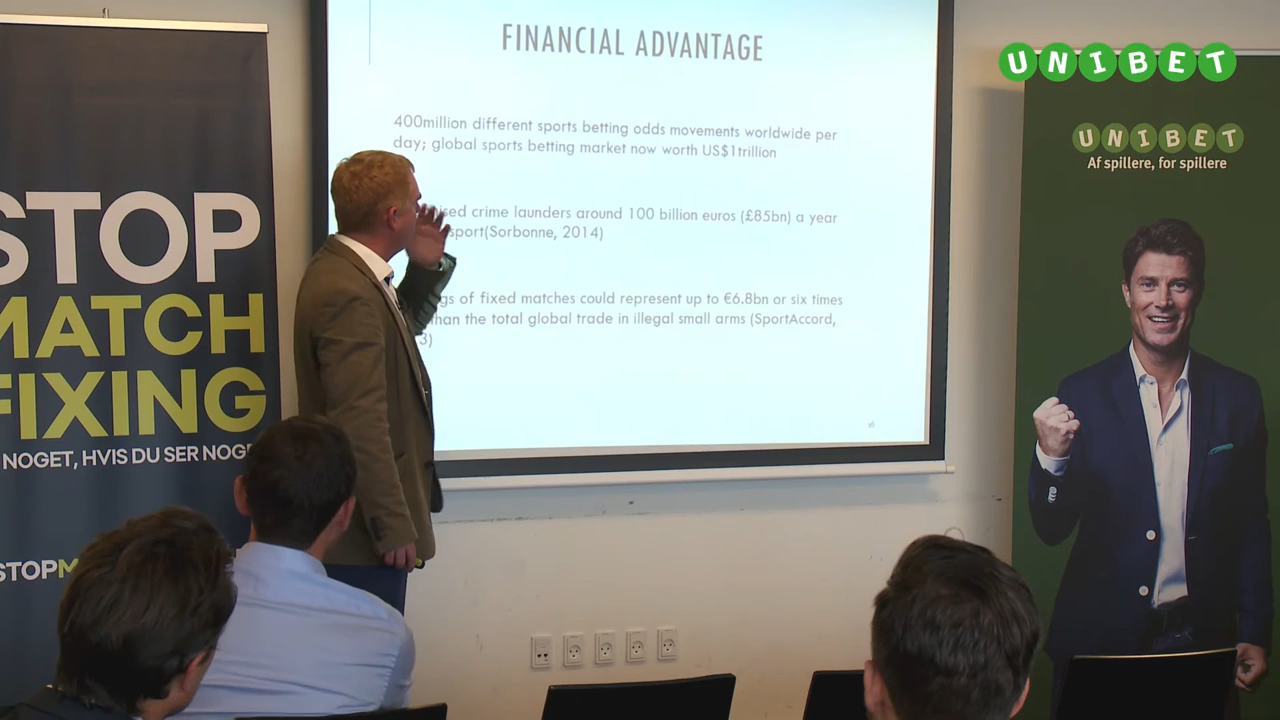 FINANCIAL ADVANTAGE
400million different sports betting odds movements worldwide per
day; global sports betting market now worth US$1trillion
crime launders around 100 billion euros (£85bn) a year
sport(Sorbonne, 2014)
of fixed matches could represent up to €6.8bn or six times
than the total global trade in illegal small arms (SportAccord,
3)
STOP
MATCH
FIXING
NOGET, HVIS DU SER NOGE
STOPM
UNIBET
UNIBET
Af spillere, for spillere